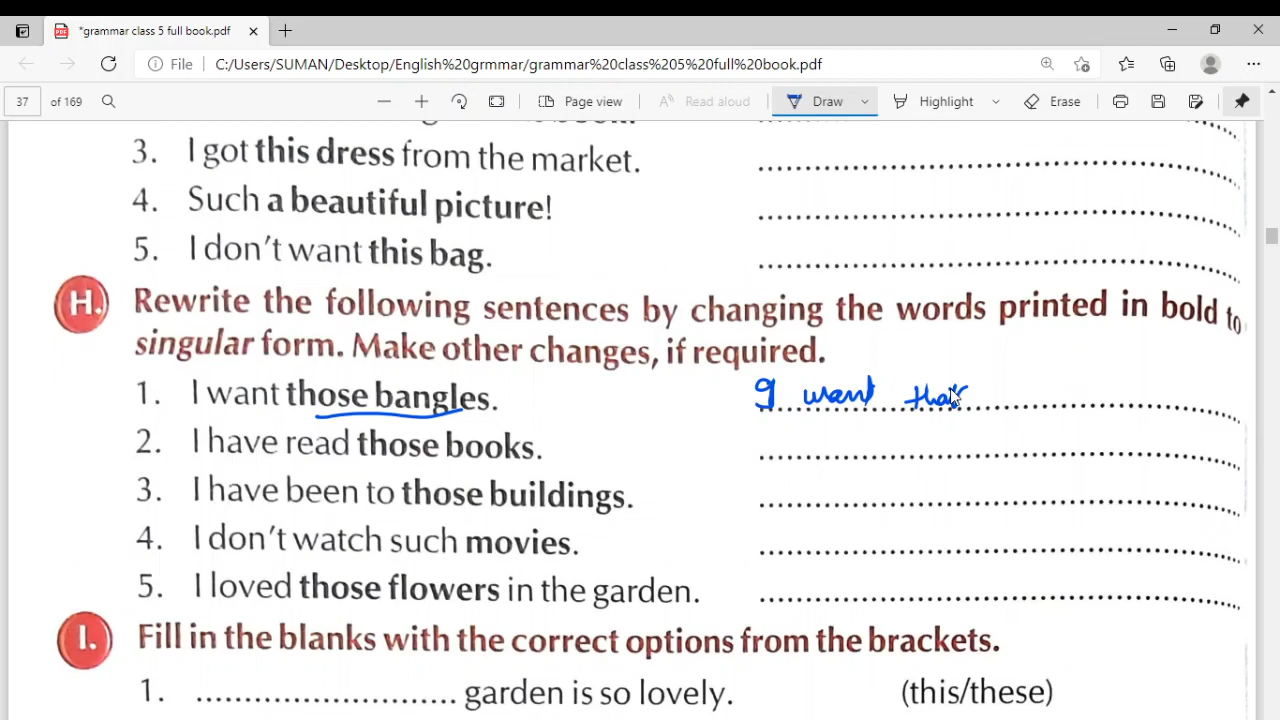 *grammar class 5 full book.pdf
File C:/Users/SUMAN/Desktop/English%20grmmar/grammar%20class%205%20full%20book.pdf
37 of 169 Page view Read aloud Draw Highlight Erase
3. I got this dress from the market. ................
4. Such a beautiful picture! ................
5. I don't want this bag. ................
H. Rewrite the following sentences by changing the words printed in bold to
singular form. Make other changes, if required.
1. I want those bangles. I want that
2. I have read those books. ................
3. I have been to those buildings. ................
4. I don't watch such movies. ................
5. I loved those flowers in the garden. ................
I. Fill in the blanks with the correct options from the brackets.
1. ................ garden is so lovely. (this/these)